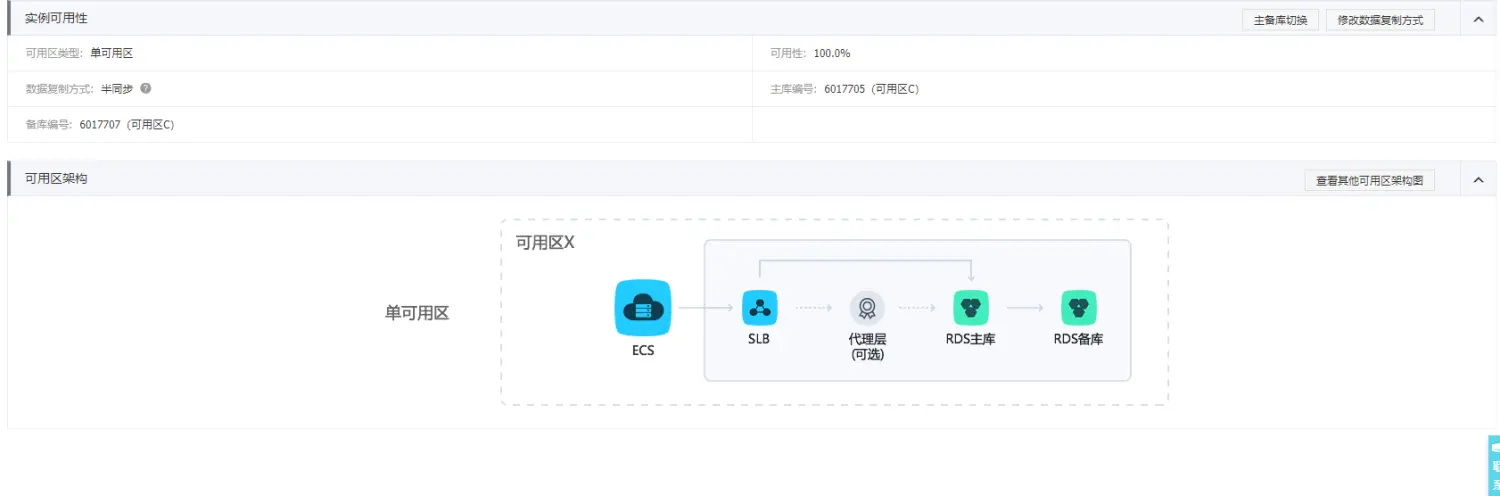 实例可用性
主备库切换
修改数据复制方式
可用区类型: 单可用区
可用性: 100.0%
数据复制方式: 半同步 ?
主库编号: 6017705 (可用区C)
备库编号: 6017707 (可用区C)
可用区架构
查看其他可用区架构图
可用区X
单可用区
ECS
SLB
代理层
(可选)
RDS主库
RDS备库